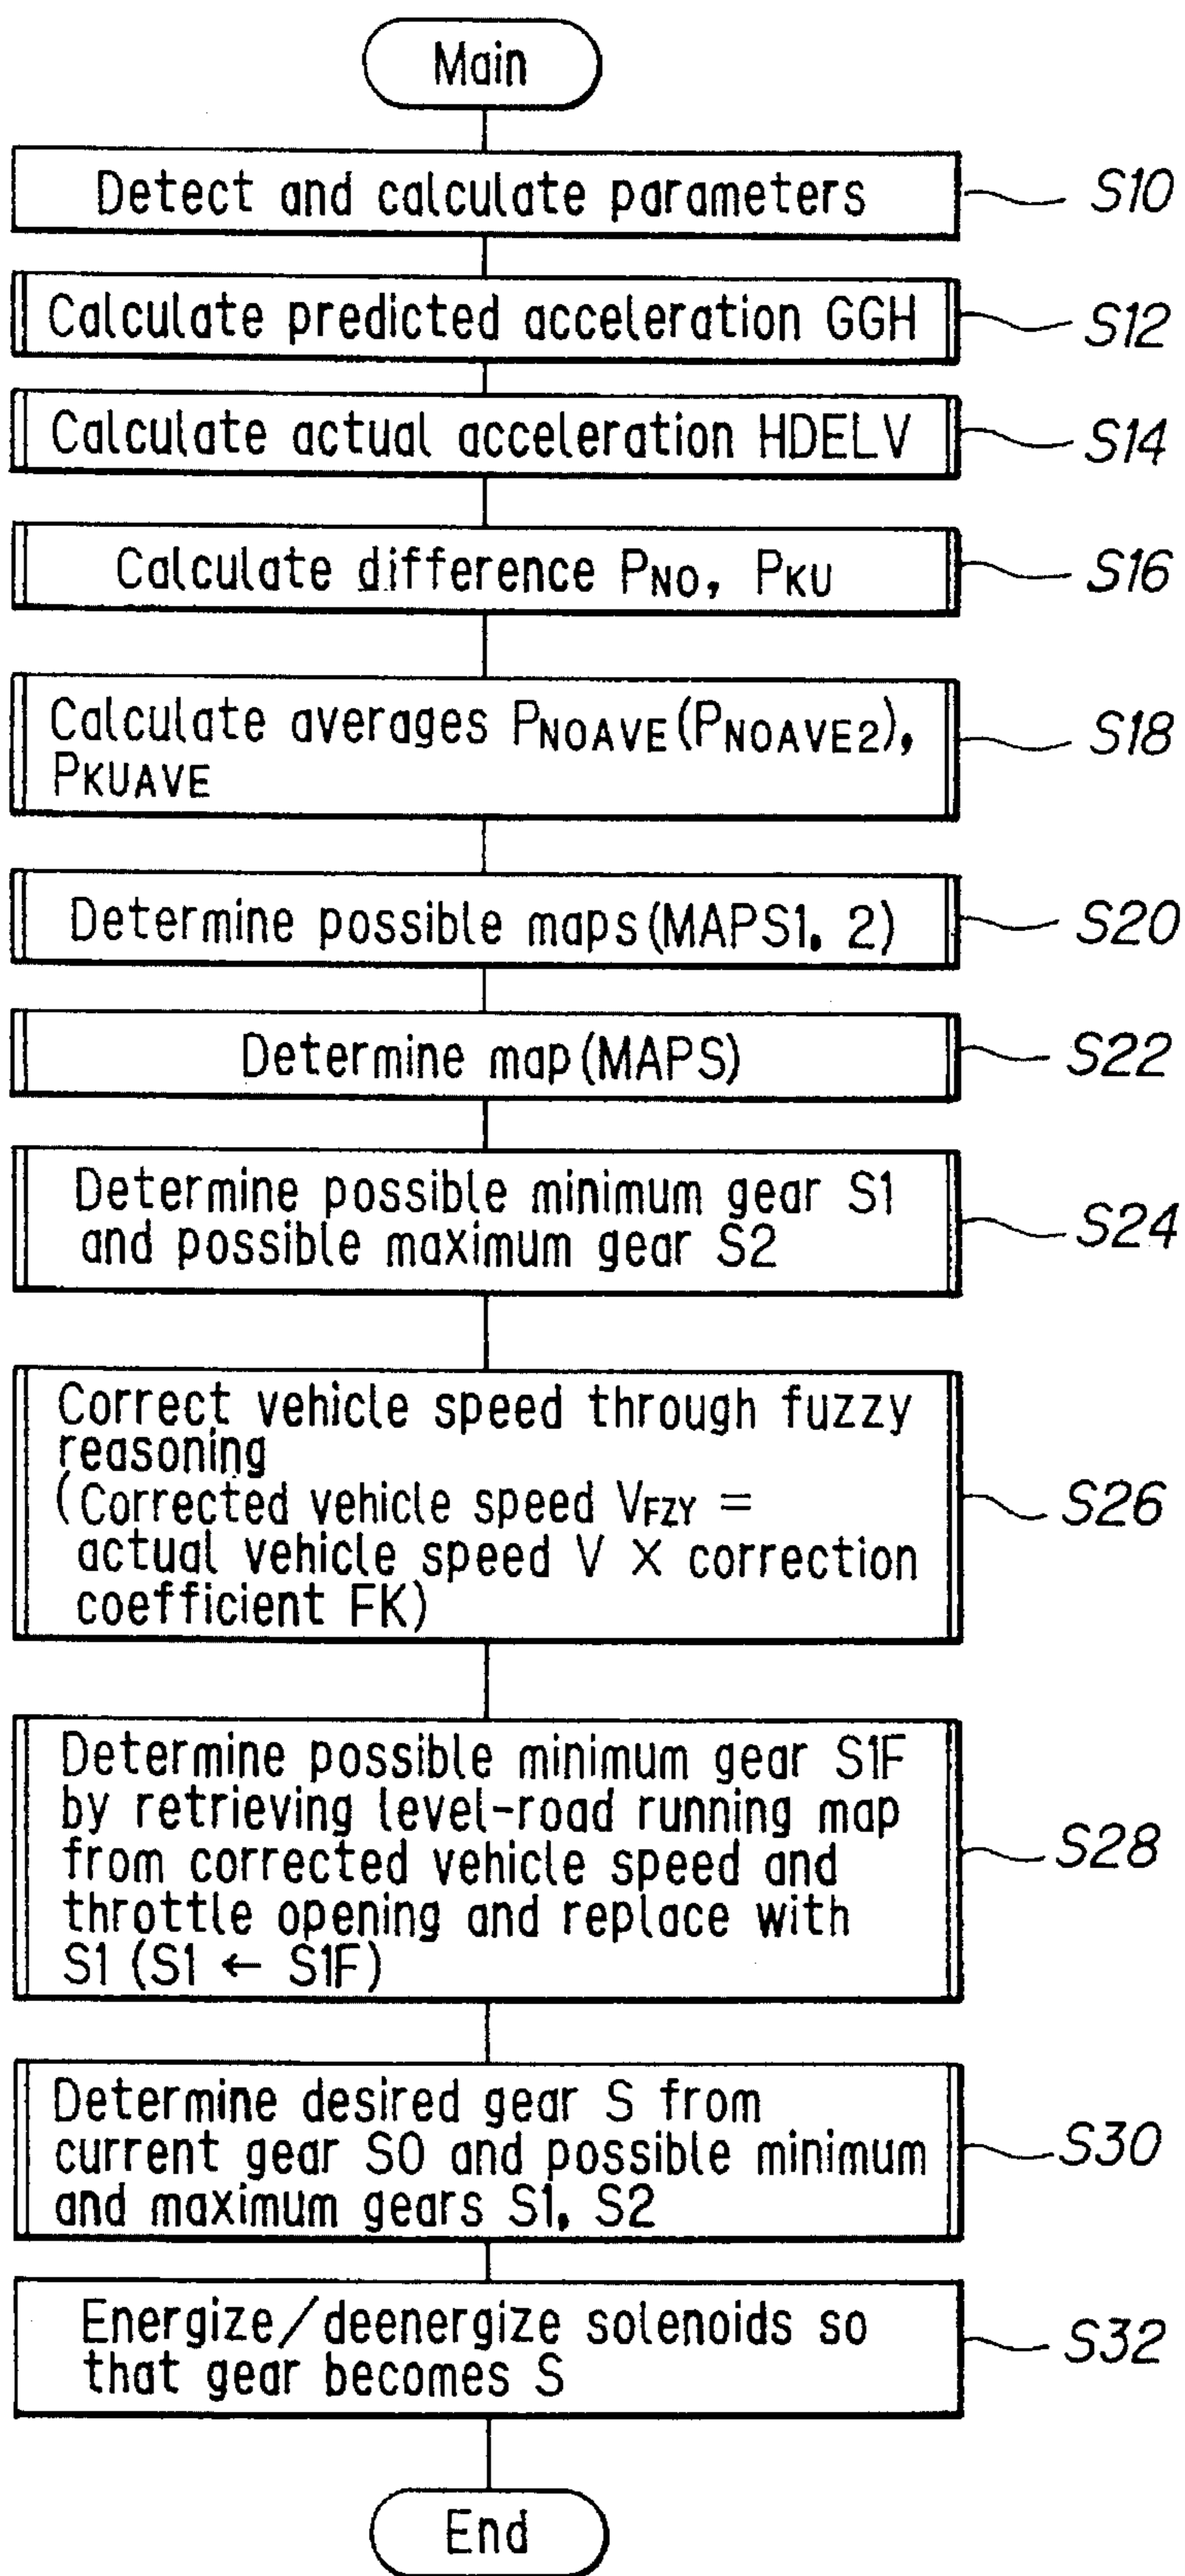 Main
Detect and calculate parameters
S10
Calculate predicted acceleration GGH
S12
Calculate actual acceleration HDELV
S14
Calculate difference PNO, PKU
S16
Calculate averages PNOAVE(PNOAVE2),
PKUAVE
S18
Determine possible maps(MAPS1, 2)
S20
Determine map(MAPS)
S22
Determine possible minimum gear S1
and possible maximum gear S2
S24
Correct vehicle speed through fuzzy
reasoning
(Corrected vehicle speed VFZY =
actual vehicle speed V × correction
coefficient FK)
S26
Determine possible minimum gear S1F
by retrieving level-road running map
from corrected vehicle speed and
throttle opening and replace with
S1 (S1 ← S1F)
S28
Determine desired gear S from
current gear S0 and possible minimum
and maximum gears S1, S2
S30
Energize/deenergize solenoids so
that gear becomes S
S32
End